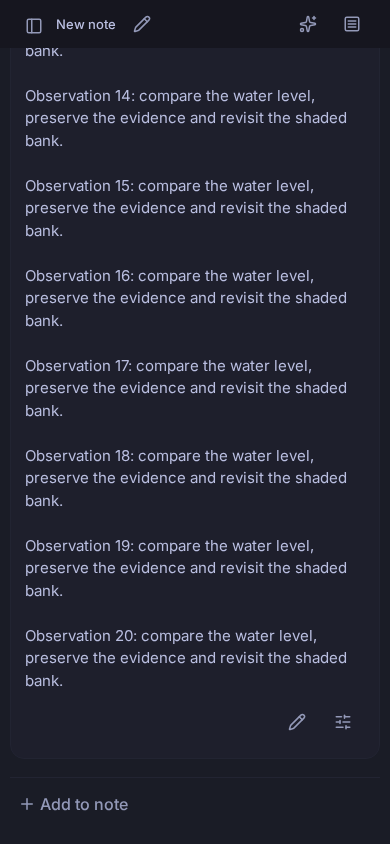 New note
bank.
Observation 14: compare the water level,
preserve the evidence and revisit the shaded
bank.
Observation 15: compare the water level,
preserve the evidence and revisit the shaded
bank.
Observation 16: compare the water level,
preserve the evidence and revisit the shaded
bank.
Observation 17: compare the water level,
preserve the evidence and revisit the shaded
bank.
Observation 18: compare the water level,
preserve the evidence and revisit the shaded
bank.
Observation 19: compare the water level,
preserve the evidence and revisit the shaded
bank.
Observation 20: compare the water level,
preserve the evidence and revisit the shaded
bank.
+ Add to note